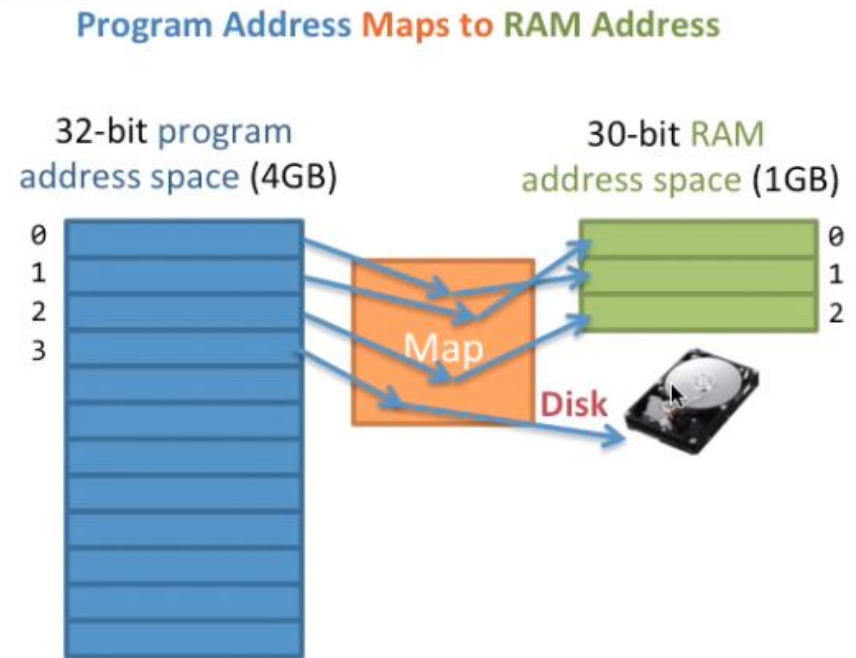 Program Address Maps to RAM Address
32-bit program
address space (4GB)
30-bit RAM
address space (1GB)
0
1
2
3
Map
0
1
2
Disk